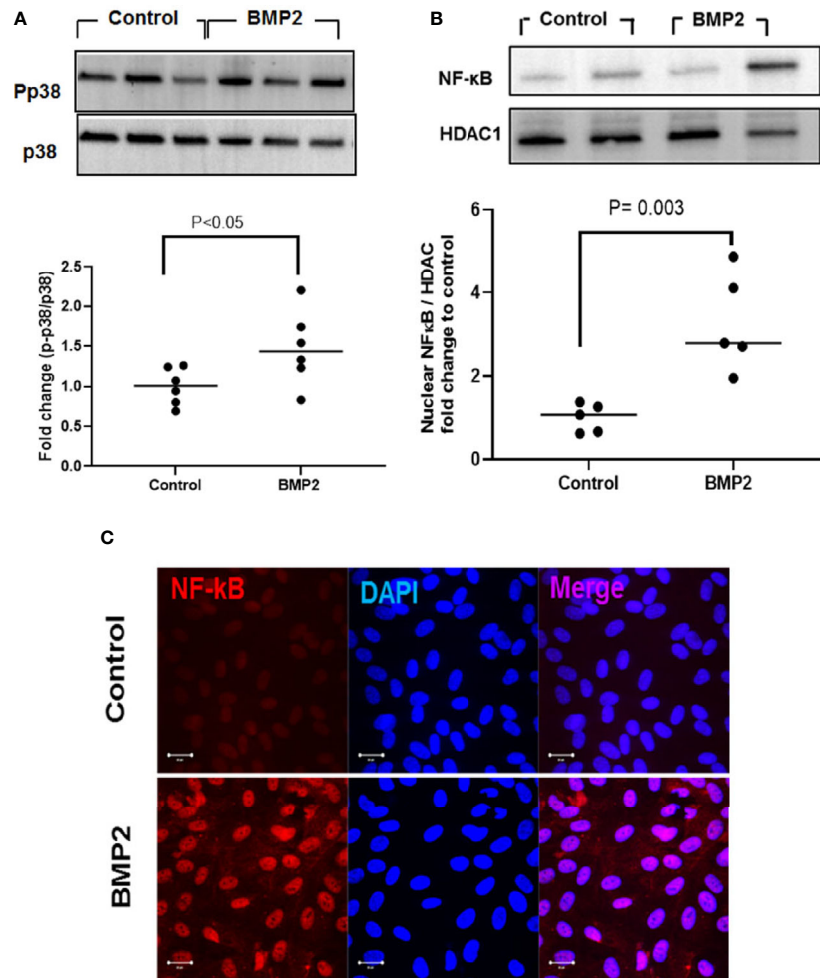 A
Control BMP2
Pp38
p38
P<0.05
Fold change (p-p38/p38]
2.5
2.0
1.5
1.0
0.5
0.0
Control BMP2
B
Control BMP2
NF-κB
HDAC1
P= 0.003
Nuclear NFκB / HDAC
fold change to control
6
4
2
0
Control BMP2
C
NF-kB DAPI Merge
Control
BMP2